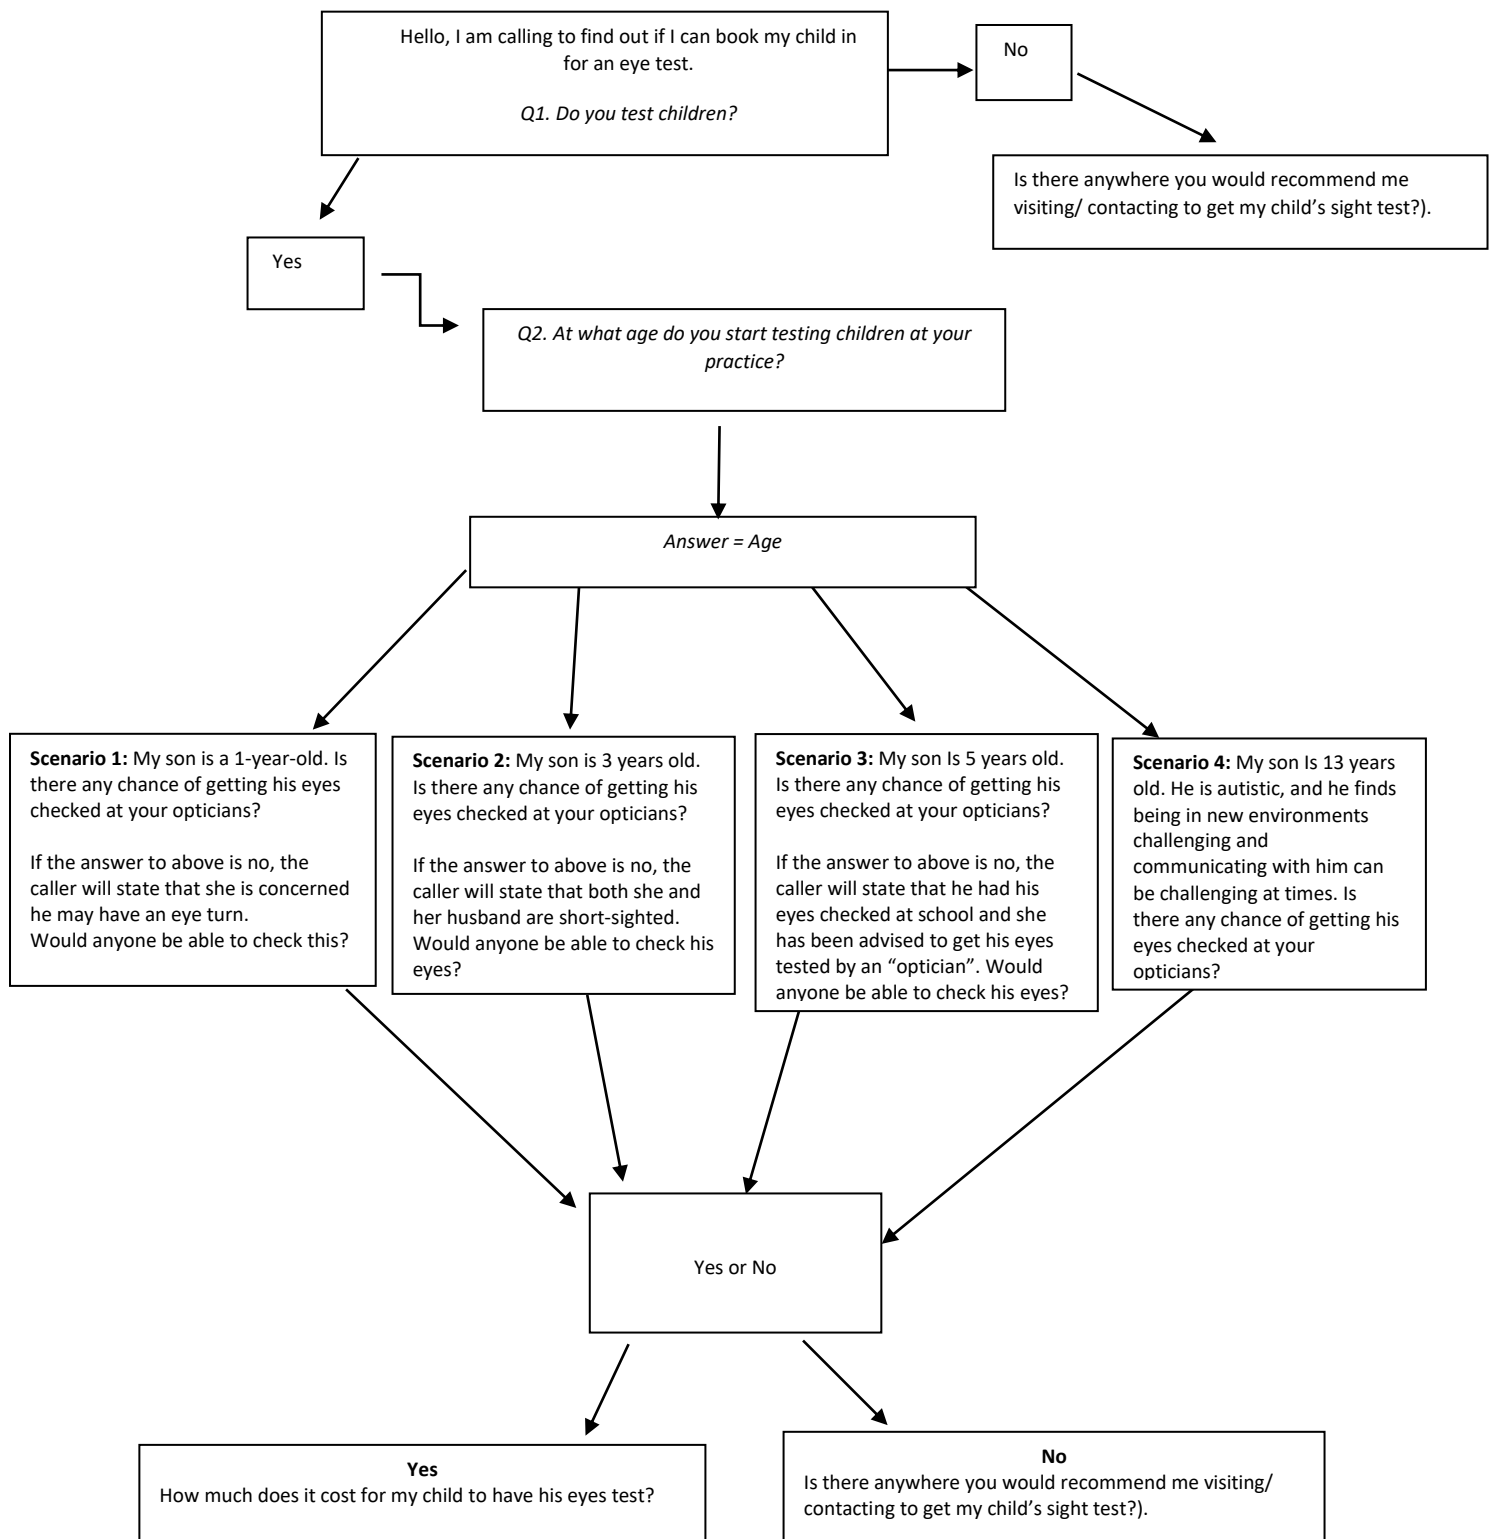 Hello, I am calling to find out if I can book my child in
for an eye test.
Q1. Do you test children?
No
Is there anywhere you would recommend me
visiting/ contacting to get my child’s sight test?).
Yes
Q2. At what age do you start testing children at your
practice?
Answer = Age
Scenario 1: My son is a 1-year-old. Is
there any chance of getting his eyes
checked at your opticians?
If the answer to above is no, the
caller will state that she is concerned
he may have an eye turn.
Would anyone be able to check this?
Scenario 2: My son is 3 years old.
Is there any chance of getting his
eyes checked at your opticians?
If the answer to above is no, the
caller will state that both she and
her husband are short-sighted.
Would anyone be able to check his
eyes?
Scenario 3: My son Is 5 years old.
Is there any chance of getting his
eyes checked at your opticians?
If the answer to above is no, the
caller will state that he had his
eyes checked at school and she
has been advised to get his eyes
tested by an “optician”. Would
anyone be able to check his eyes?
Scenario 4: My son Is 13 years
old. He is autistic, and he finds
being in new environments
challenging and
communicating with him can
be challenging at times. Is
there any chance of getting his
eyes checked at your
opticians?
Yes or No
Yes
How much does it cost for my child to have his eyes test?
No
Is there anywhere you would recommend me visiting/
contacting to get my child’s sight test?).